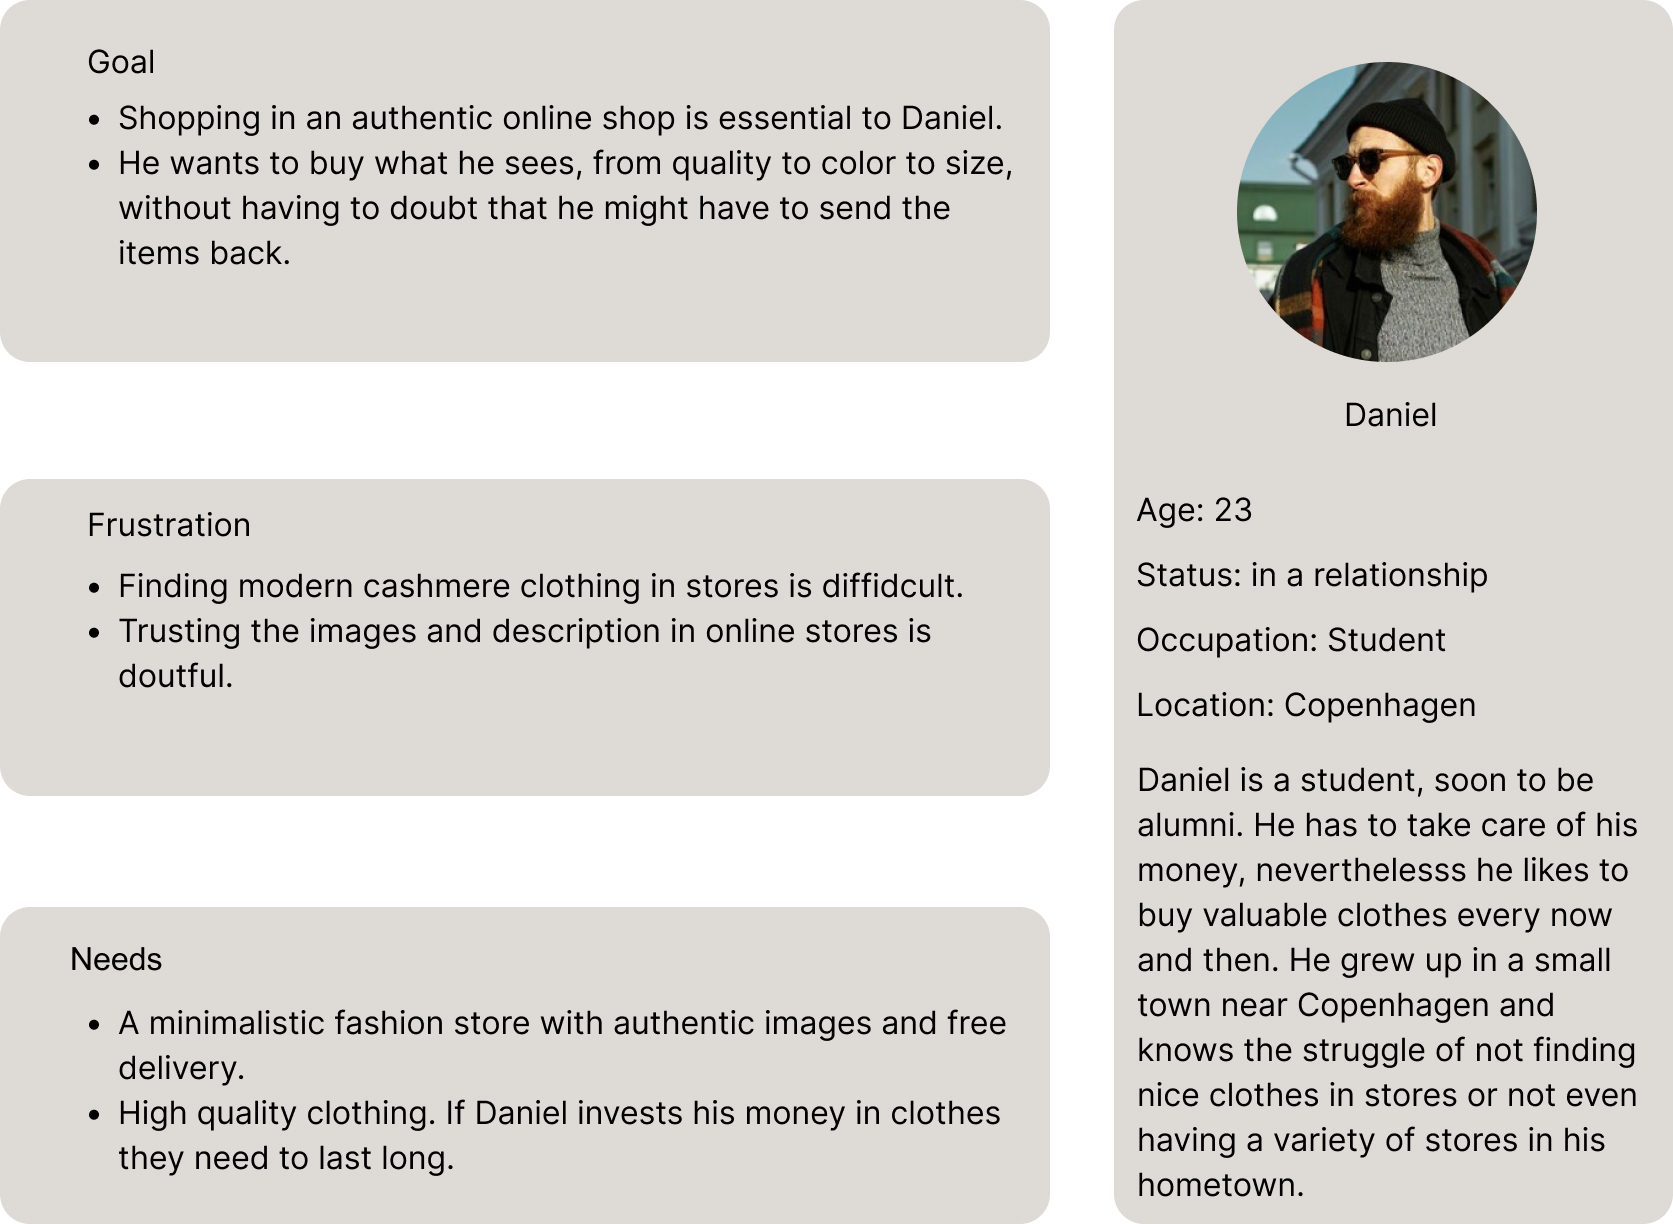 Goal
• Shopping in an authentic online shop is essential to Daniel.
• He wants to buy what he sees, from quality to color to size,
without having to doubt that he might have to send the
items back.
Frustration
• Finding modern cashmere clothing in stores is diffidcult.
• Trusting the images and description in online stores is
doutful.
Needs
• A minimalistic fashion store with authentic images and free
delivery.
• High quality clothing. If Daniel invests his money in clothes
they need to last long.
Daniel
Age: 23
Status: in a relationship
Occupation: Student
Location: Copenhagen
Daniel is a student, soon to be
alumni. He has to take care of his
money, neverthelesss he likes to
buy valuable clothes every now
and then. He grew up in a small
town near Copenhagen and
knows the struggle of not finding
nice clothes in stores or not even
having a variety of stores in his
hometown.